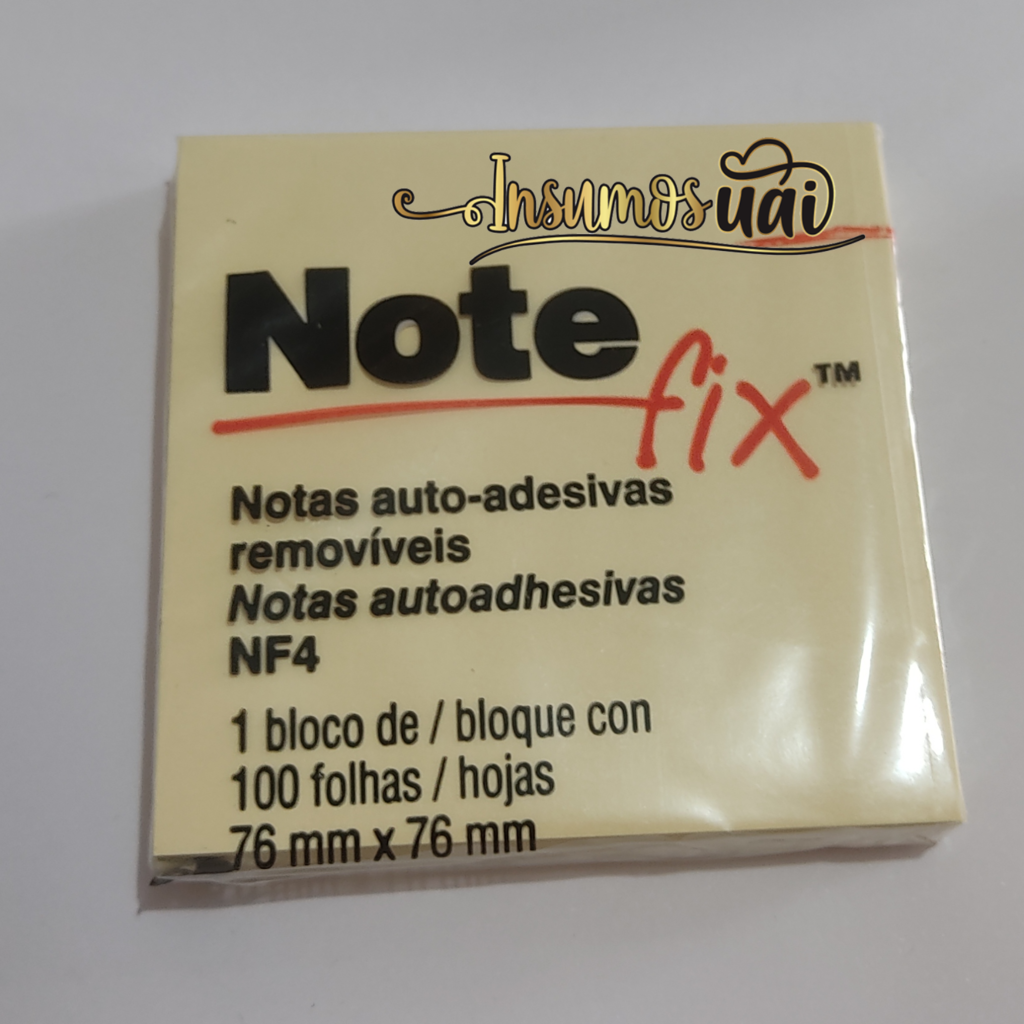 Insumos uai
Note
fix™
Notas auto-adesivas
removíveis
Notas autoadhesivas
NF4
1 bloco de / bloque con
100 folhas / hojas
76 mm x 76 mm